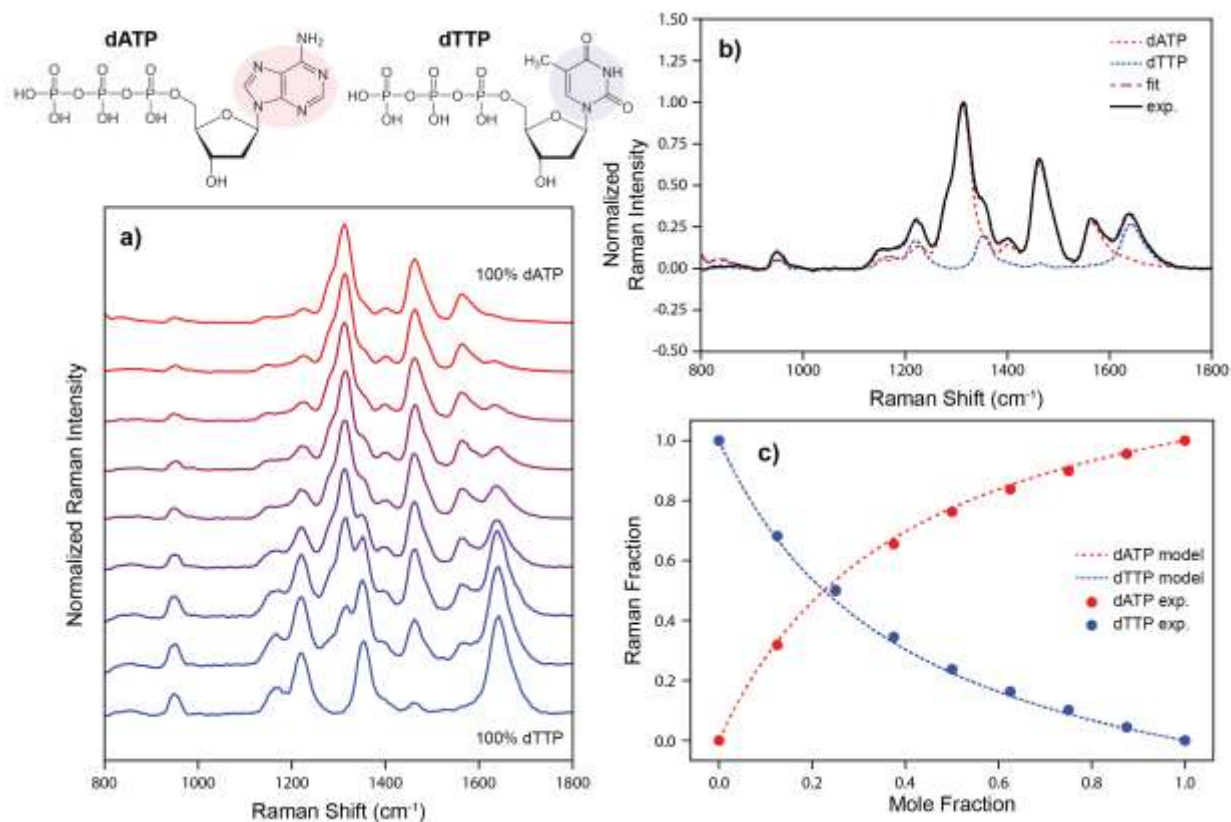 dATP
dTTP
NH2
N
N
N
N
O
O
O
HO
P
O
P
O
P
O
OH
OH
OH
O
OH
O
H3C
NH
N
O
O
O
O
HO
P
O
P
O
P
O
OH
OH
OH
O
OH
a)
100% dATP
100% dTTP
Normalized Raman Intensity
800
1000
1200
1400
1600
1800
Raman Shift (cm⁻¹)
b)
dATP
dTTP
fit
exp.
1.50
1.25
1.00
0.75
0.50
0.25
0.00
-0.25
-0.50
Normalized
Raman Intensity
800
1000
1200
1400
1600
1800
Raman Shift (cm⁻¹)
c)
dATP model
dTTP model
dATP exp.
dTTP exp.
1.0
0.8
0.6
0.4
0.2
0.0
Raman Fraction
0.0
0.2
0.4
0.6
0.8
1.0
Mole Fraction